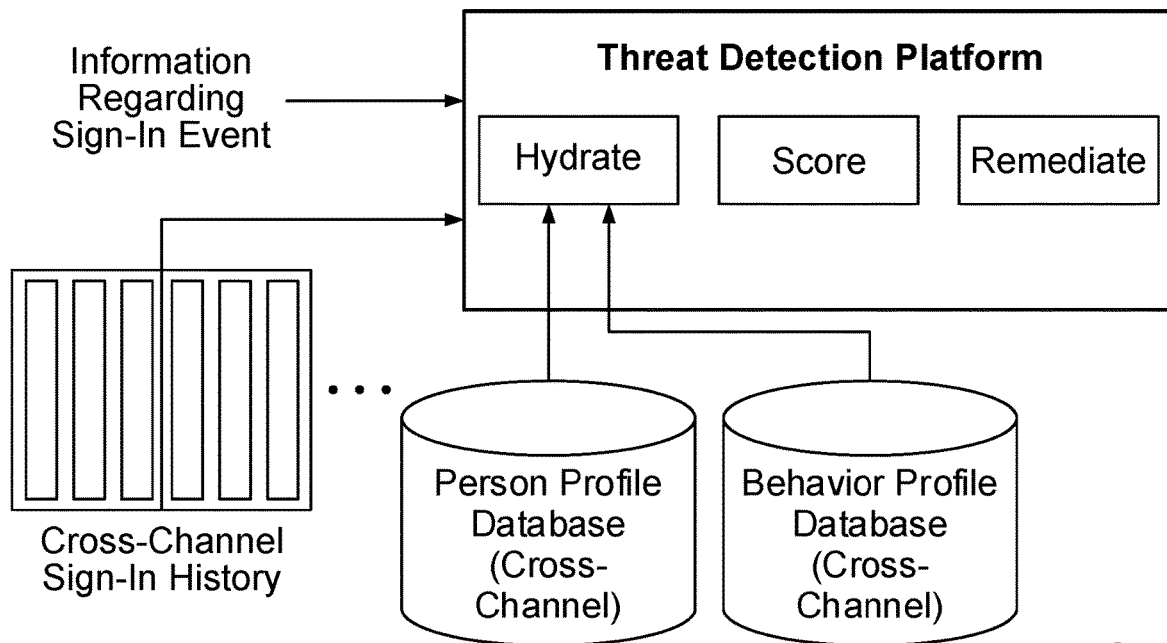 Information
Regarding
Sign-In Event
Threat Detection Platform
Hydrate
Score
Remediate
Cross-Channel
Sign-In History
Person Profile
Database
(Cross-
Channel)
Behavior Profile
Database
(Cross-
Channel)